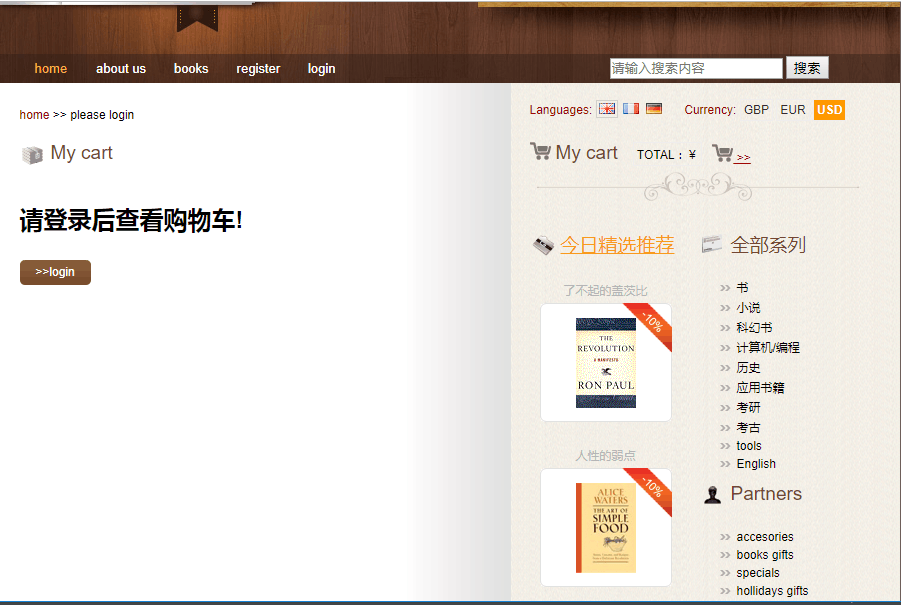 home about us books register login
请输入搜索内容 搜索
home >> please login
My cart
请登录后查看购物车!
>>login
Languages: Currency: GBP EUR USD
My cart TOTAL : ¥ >>
今日精选推荐
了不起的盖茨比
-10%
THE
REVOLUTION
A MANIFESTO
RON PAUL
人性的弱点
-10%
ALICE
WATERS
THE ART OF
SIMPLE
FOOD
全部系列
书
小说
科幻书
计算机/编程
历史
应用书籍
考研
考古
tools
English
Partners
accesories
books gifts
specials
hollidays gifts